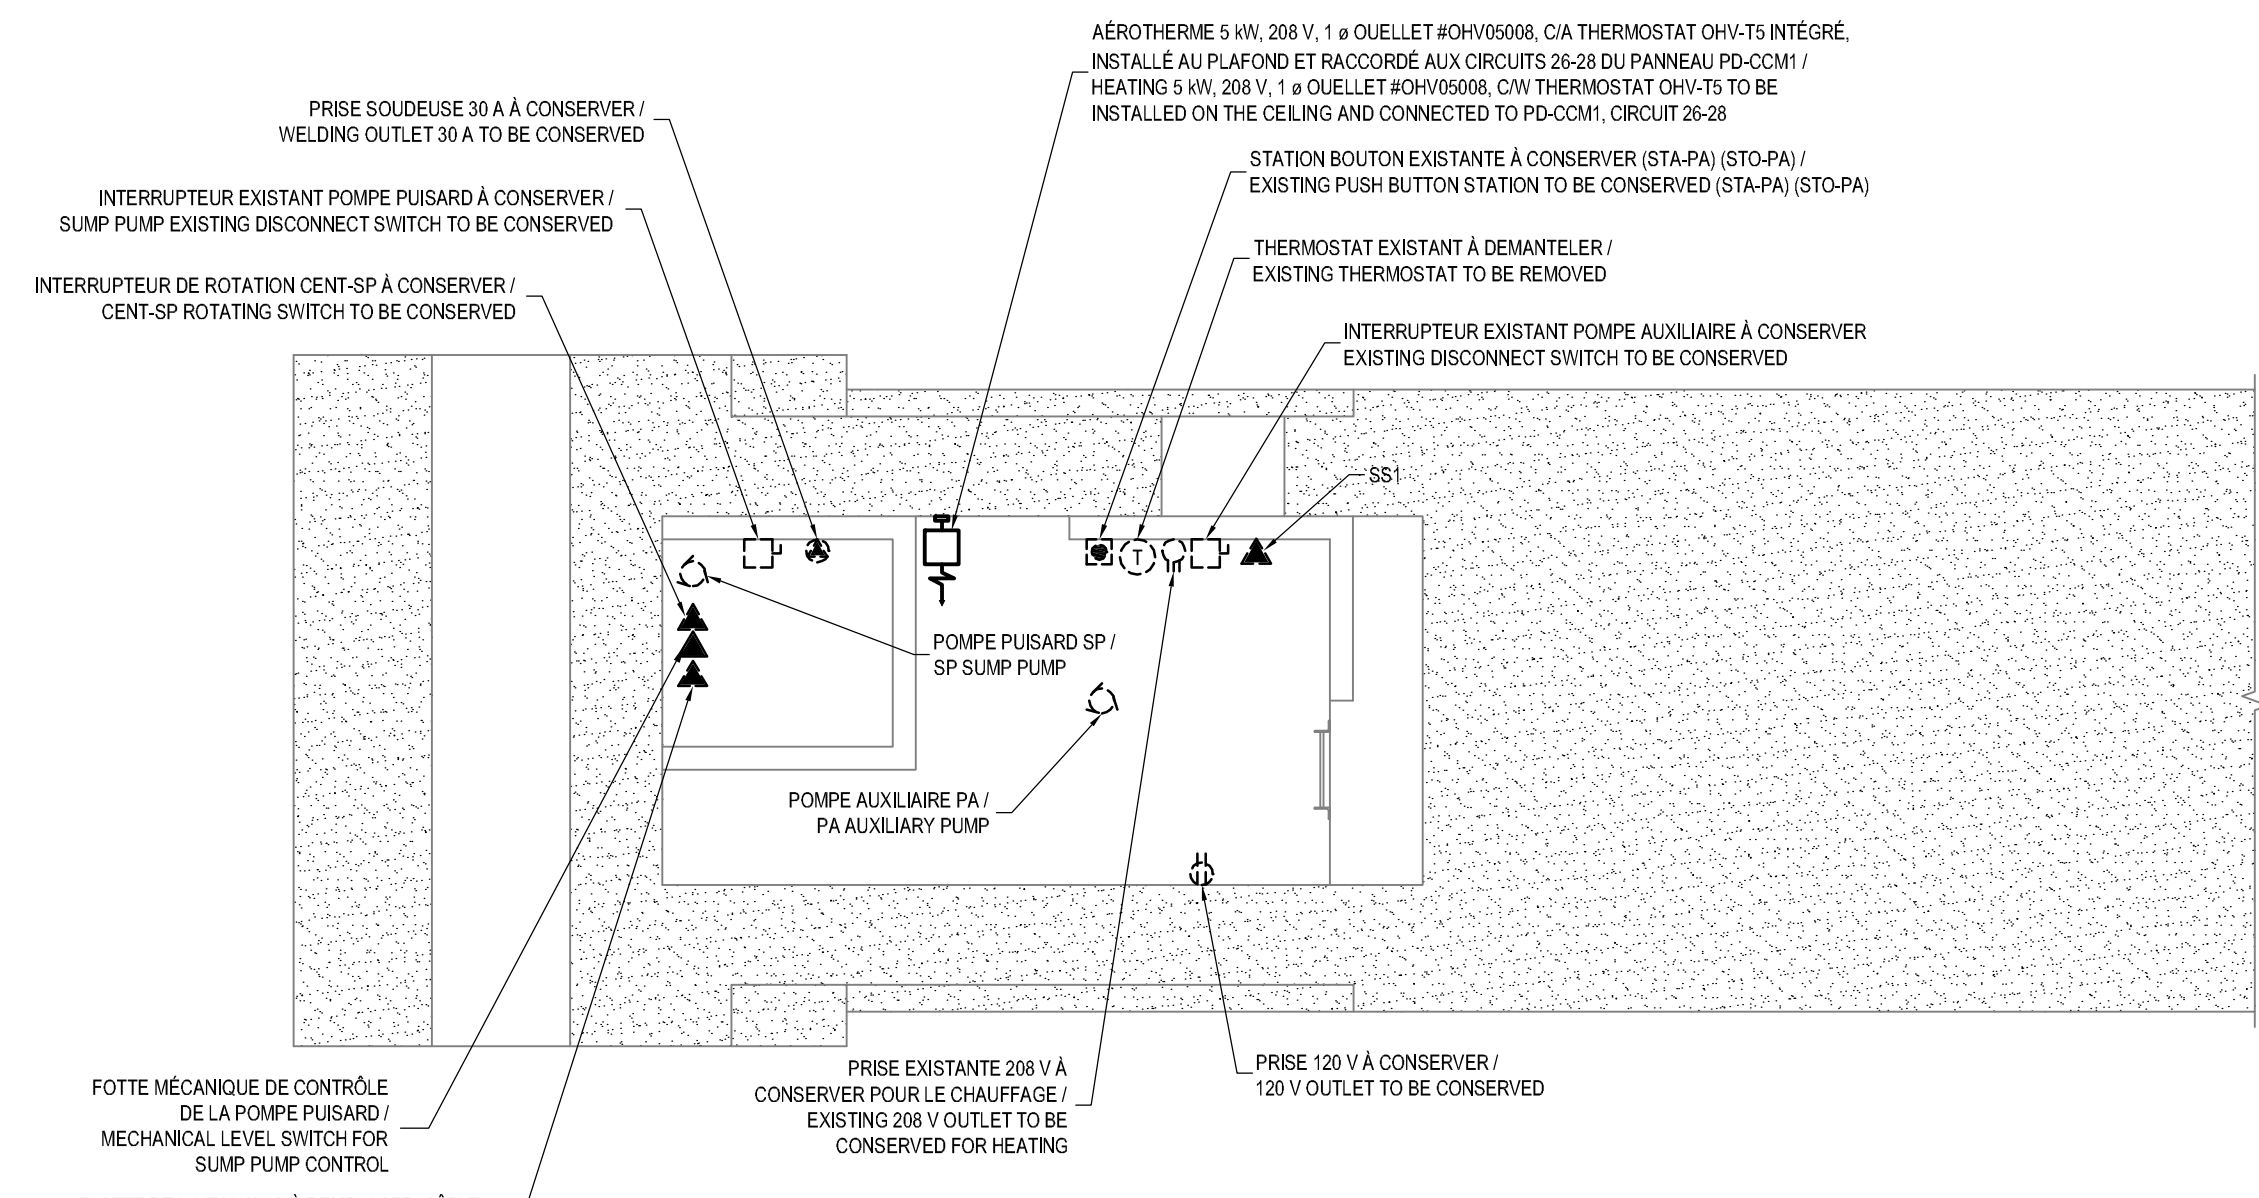 AÉROTHERME 5 kW, 208 V, 1 ø OUELLET #OHV05008, C/A THERMOSTAT OHV-T5 INTÉGRÉ,
INSTALLÉ AU PLAFOND ET RACCORDÉ AUX CIRCUITS 26-28 DU PANNEAU PD-CCM1 /
HEATING 5 kW, 208 V, 1 ø OUELLET #OHV05008, C/W THERMOSTAT OHV-T5 TO BE
INSTALLED ON THE CEILING AND CONNECTED TO PD-CCM1, CIRCUIT 26-28
PRISE SOUDEUSE 30 A À CONSERVER /
WELDING OUTLET 30 A TO BE CONSERVED
STATION BOUTON EXISTANTE À CONSERVER (STA-PA) (STO-PA) /
EXISTING PUSH BUTTON STATION TO BE CONSERVED (STA-PA) (STO-PA)
INTERRUPTEUR EXISTANT POMPE PUISARD À CONSERVER /
SUMP PUMP EXISTING DISCONNECT SWITCH TO BE CONSERVED
THERMOSTAT EXISTANT À DEMANTELER /
EXISTING THERMOSTAT TO BE REMOVED
INTERRUPTEUR DE ROTATION CENT-SP À CONSERVER /
CENT-SP ROTATING SWITCH TO BE CONSERVED
INTERRUPTEUR EXISTANT POMPE AUXILIAIRE À CONSERVER
EXISTING DISCONNECT SWITCH TO BE CONSERVED
SS1
T
POMPE PUISARD SP /
SP SUMP PUMP
POMPE AUXILIAIRE PA /
PA AUXILIARY PUMP
PRISE EXISTANTE 208 V À
CONSERVER POUR LE CHAUFFAGE /
EXISTING 208 V OUTLET TO BE
CONSERVED FOR HEATING
PRISE 120 V À CONSERVER /
120 V OUTLET TO BE CONSERVED
FOTTE MÉCANIQUE DE CONTRÔLE
DE LA POMPE PUISARD /
MECHANICAL LEVEL SWITCH FOR
SUMP PUMP CONTROL